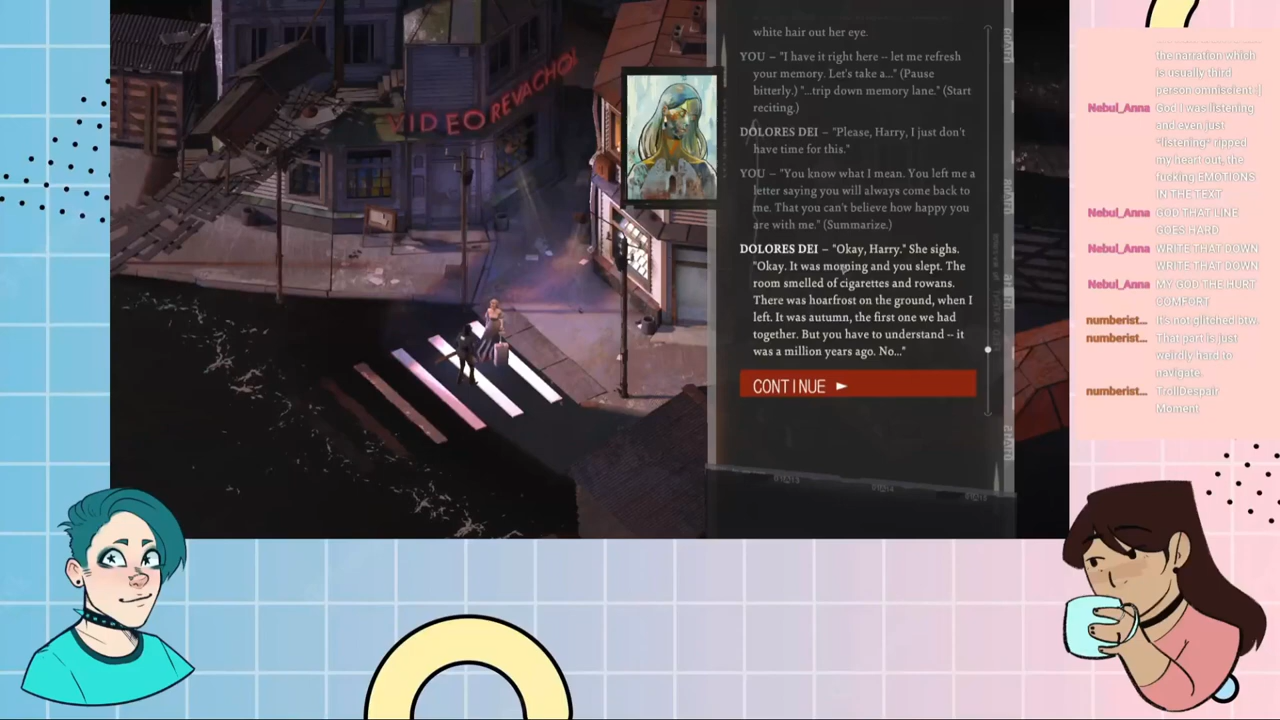 VIDEO REVACHOL
white hair out her eye.
YOU – "I have it right here – let me refresh
your memory. Let's take a..." (Pause
bitterly.) "...trip down memory lane." (Start
reciting.)
DOLORES DEI – "Please, Harry, I just don't
have time for this."
YOU – "You know what I mean. You left me a
letter saying you will always come back to
me. That you can't believe how happy you
are with me." (Summarize.)
DOLORES DEI – "Okay, Harry." She sighs.
"Okay. It was morning and you slept. The
room smelled of cigarettes and rowans.
There was hoarfrost on the ground, when I
left. It was autumn, the first one we had
together. But you have to understand – it
was a million years ago. No..."
CONTINUE
the narration which
is usually third
person omniscient :|
Nebul_Anna God I was listening
and even just
*listening* ripped
my heart out, the
fucking EMOTIONS
IN THE TEXT
Nebul_Anna GOD THAT LINE
GOES HARD
Nebul_Anna WRITE THAT DOWN
WRITE THAT DOWN
Nebul_Anna MY GOD THE HURT
COMFORT
numberist... It's not glitched btw.
numberist... That part is just
weirdly hard to
navigate.
numberist... TrollDespair
Moment